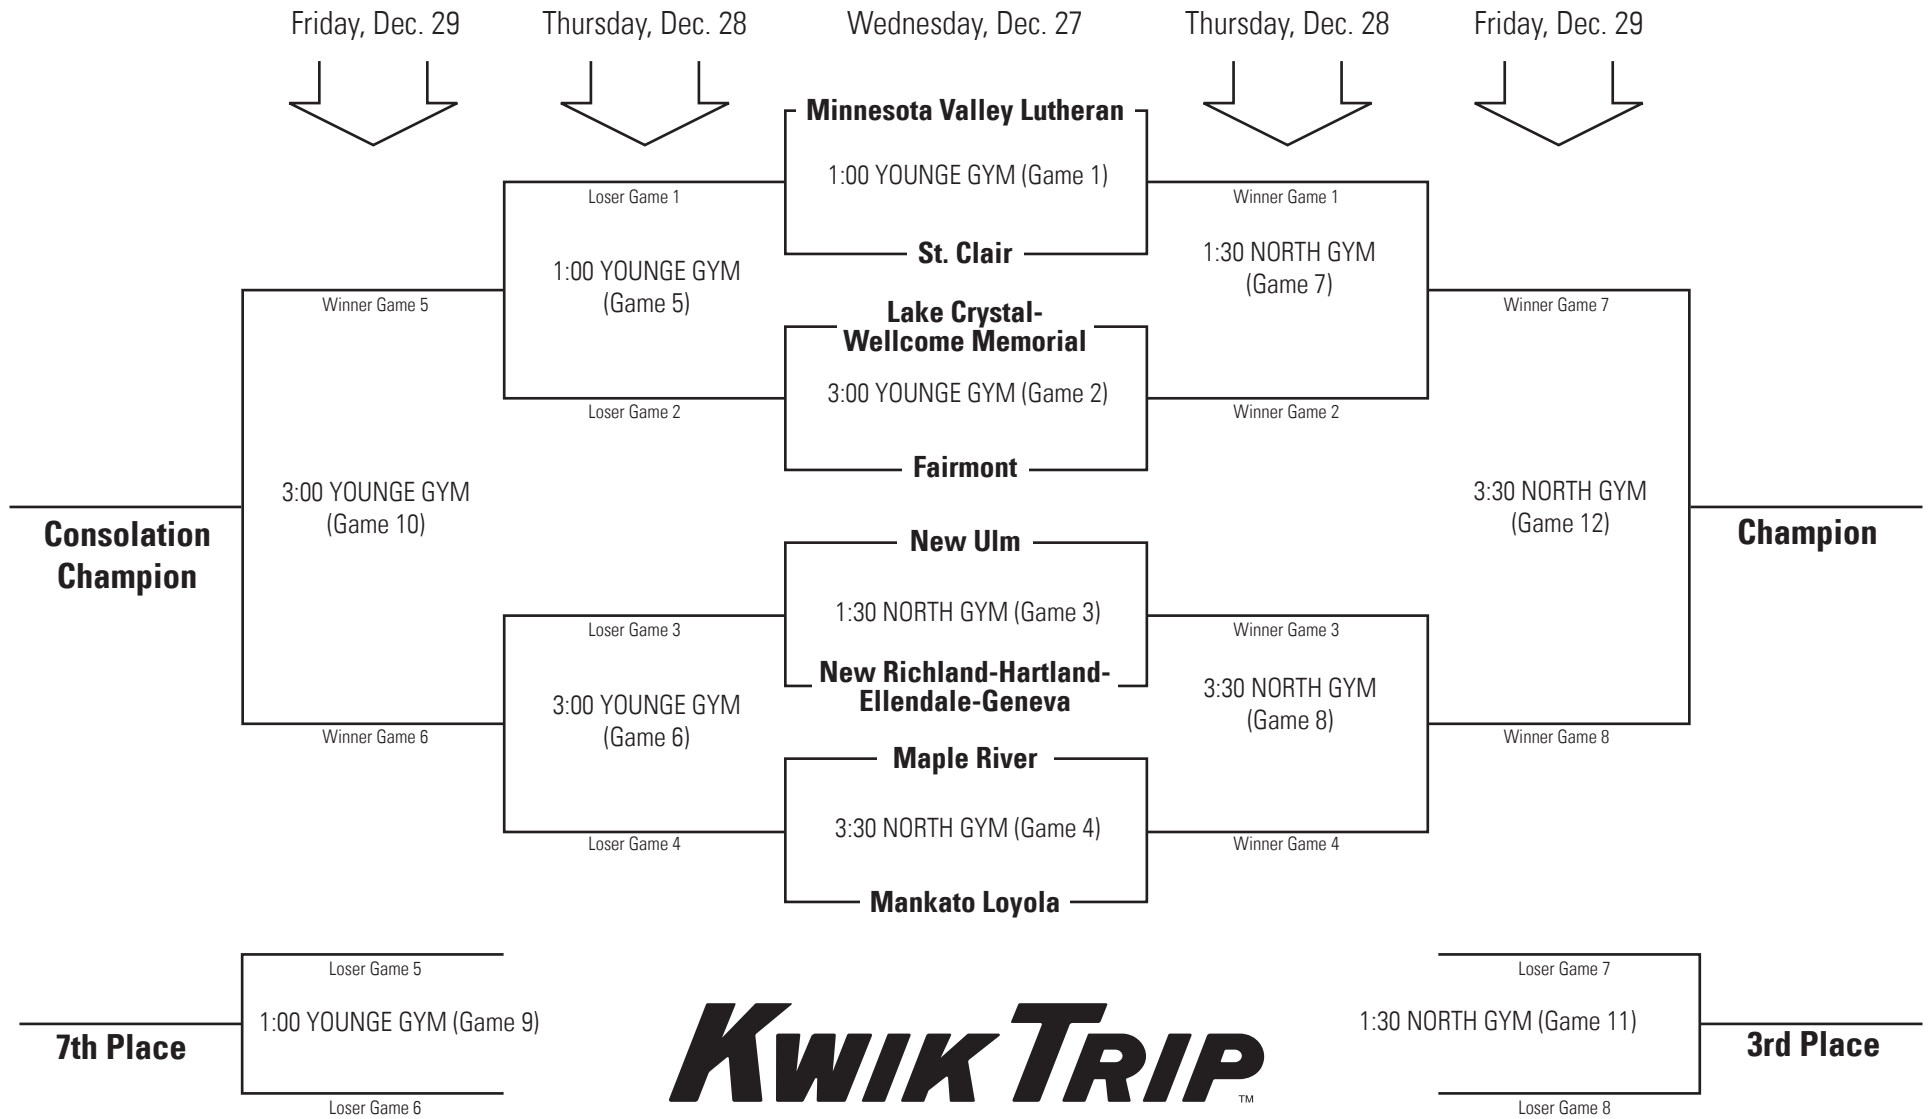 Friday, Dec. 29
Thursday, Dec. 28
Wednesday, Dec. 27
Thursday, Dec. 28
Friday, Dec. 29
Minnesota Valley Lutheran
1:00 YOUNGE GYM (Game 1)
St. Clair
Loser Game 1
Winner Game 1
1:00 YOUNGE GYM
(Game 5)
1:30 NORTH GYM
(Game 7)
Winner Game 5
Winner Game 7
Lake Crystal-
Wellcome Memorial
3:00 YOUNGE GYM (Game 2)
Fairmont
Loser Game 2
Winner Game 2
3:00 YOUNGE GYM
(Game 10)
3:30 NORTH GYM
(Game 12)
Consolation
Champion
Champion
New Ulm
1:30 NORTH GYM (Game 3)
New Richland-Hartland-
Ellendale-Geneva
Loser Game 3
Winner Game 3
3:00 YOUNGE GYM
(Game 6)
3:30 NORTH GYM
(Game 8)
Winner Game 6
Winner Game 8
Maple River
3:30 NORTH GYM (Game 4)
Mankato Loyola
Loser Game 4
Winner Game 4
Loser Game 5
1:00 YOUNGE GYM (Game 9)
7th Place
Loser Game 6
KWIK TRIP™
Loser Game 7
1:30 NORTH GYM (Game 11)
3rd Place
Loser Game 8